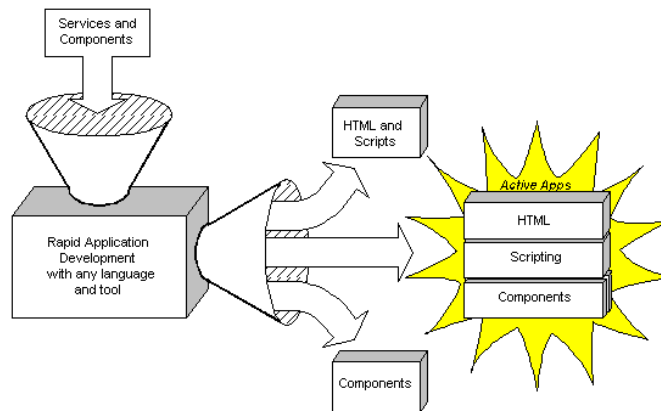 Services and
Components
HTML and
Scripts
Rapid Application
Development
with any language
and tool
Active Apps
HTML
Scripting
Components
Components